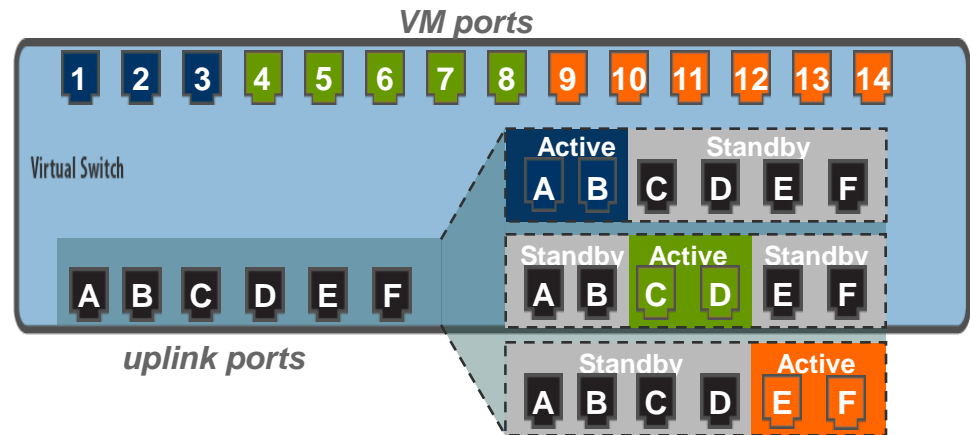 VM ports
1 2 3 4 5 6 7 8 9 10 11 12 13 14
Virtual Switch
Active Standby
A B C D E F
Standby Active Standby
A B C D E F
A B C D E F
uplink ports
Standby Active
A B C D E F